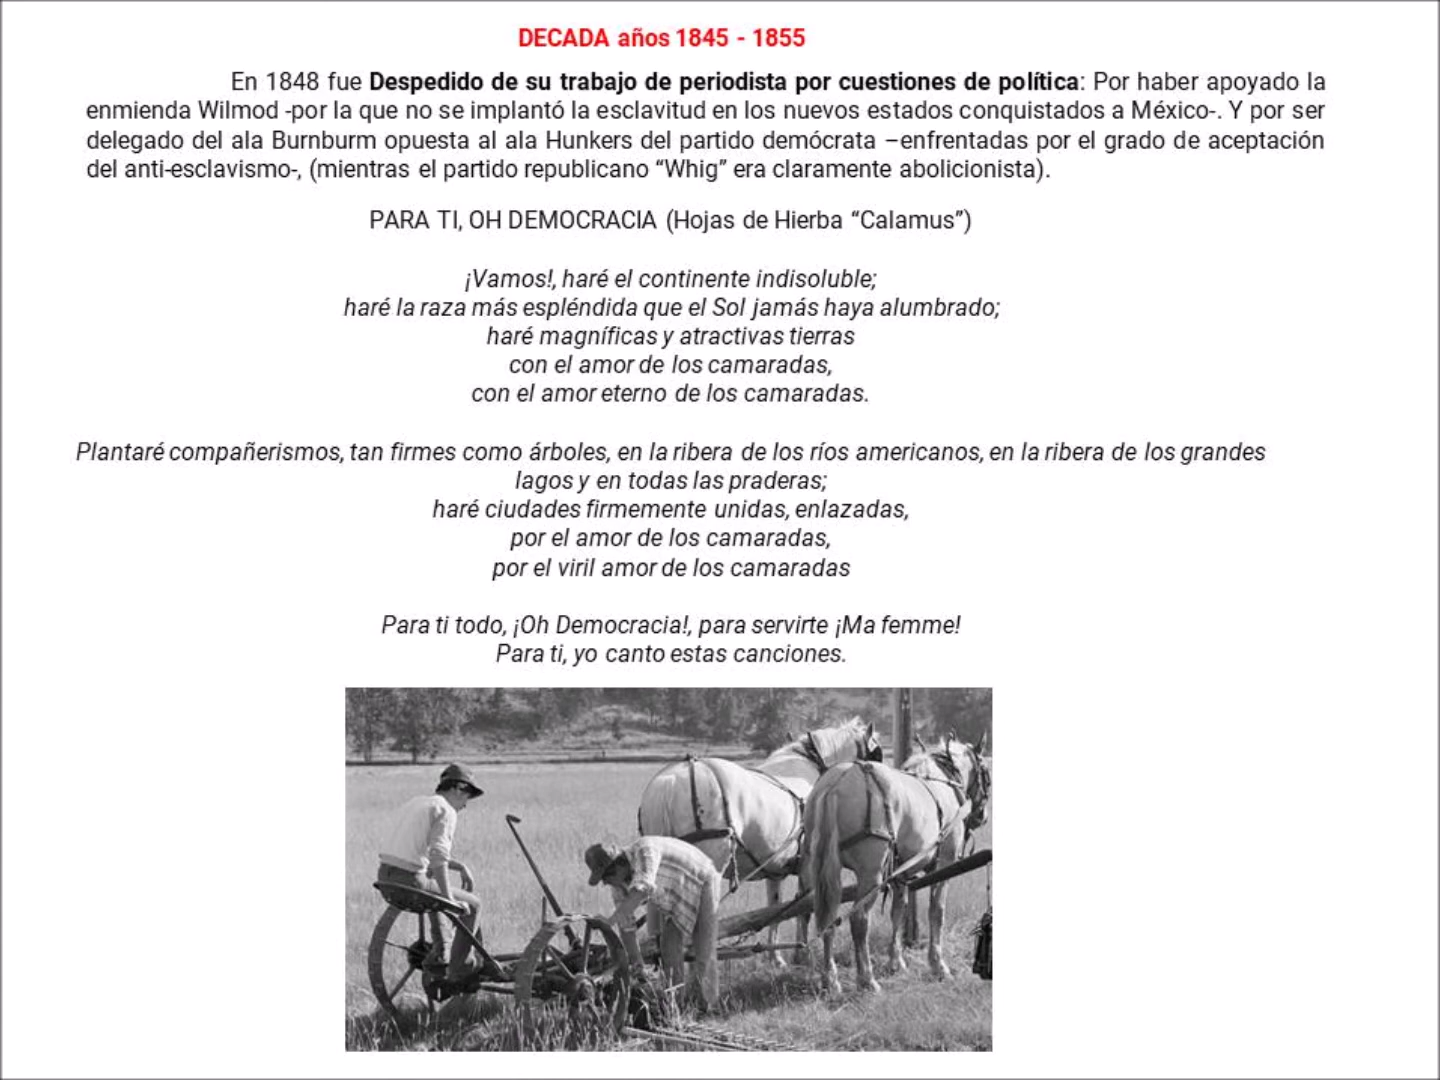 DECADA años 1845 - 1855
En 1848 fue Despedido de su trabajo de periodista por cuestiones de política: Por haber apoyado la
enmienda Wilmod -por la que no se implantó la esclavitud en los nuevos estados conquistados a México-. Y por ser
delegado del ala Burnburm opuesta al ala Hunkers del partido demócrata –enfrentadas por el grado de aceptación
del anti-esclavismo-, (mientras el partido republicano “Whig” era claramente abolicionista).
PARA TI, OH DEMOCRACIA (Hojas de Hierba “Calamus”)
¡Vamos!, haré el continente indisoluble;
haré la raza más espléndida que el Sol jamás haya alumbrado;
haré magníficas y atractivas tierras
con el amor de los camaradas,
con el amor eterno de los camaradas.
Plantaré compañerismos, tan firmes como árboles, en la ribera de los ríos americanos, en la ribera de los grandes
lagos y en todas las praderas;
haré ciudades firmemente unidas, enlazadas,
por el amor de los camaradas,
por el viril amor de los camaradas
Para ti todo, ¡Oh Democracia!, para servirte ¡Ma femme!
Para ti, yo canto estas canciones.